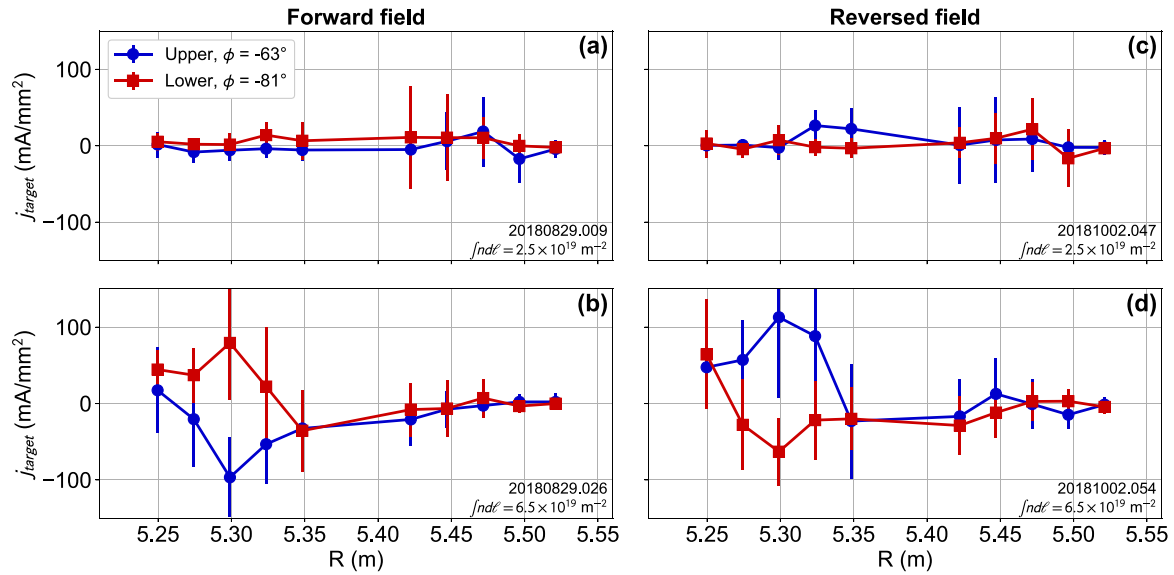 Forward field
Reversed field
(a)
Upper, ϕ = -63°
Lower, ϕ = -81°
100
0
−100
j_target (mA/mm²)
20180829.009
∫ndℓ = 2.5 × 10¹⁹ m⁻²
(c)
20181002.047
∫ndℓ = 2.5 × 10¹⁹ m⁻²
(b)
100
0
−100
j_target (mA/mm²)
20180829.026
∫ndℓ = 6.5 × 10¹⁹ m⁻²
5.25 5.30 5.35 5.40 5.45 5.50 5.55
R (m)
(d)
20181002.054
∫ndℓ = 6.5 × 10¹⁹ m⁻²
5.25 5.30 5.35 5.40 5.45 5.50 5.55
R (m)